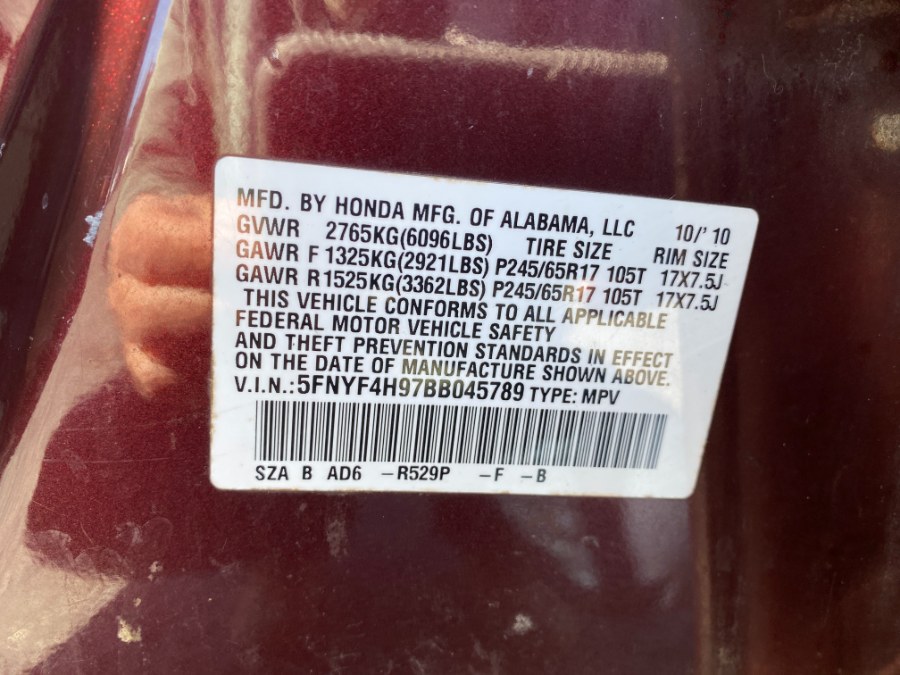 MFD. BY HONDA MFG. OF ALABAMA, LLC 10/'10
GVWR 2765KG(6096LBS) TIRE SIZE RIM SIZE
GAWR F 1325KG(2921LBS) P245/65R17 105T 17X7.5J
GAWR R 1525KG(3362LBS) P245/65R17 105T 17X7.5J
THIS VEHICLE CONFORMS TO ALL APPLICABLE
FEDERAL MOTOR VEHICLE SAFETY
AND THEFT PREVENTION STANDARDS IN EFFECT
ON THE DATE OF MANUFACTURE SHOWN ABOVE.
V.I.N.:5FNYF4H97BB045789 TYPE: MPV
SZA B AD6 -R529P -F -B